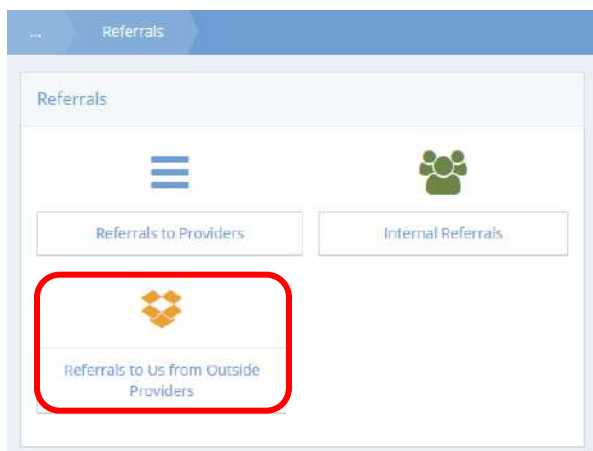 ... Referrals
Referrals
Referrals to Providers Internal Referrals
Referrals to Us from Outside
Providers